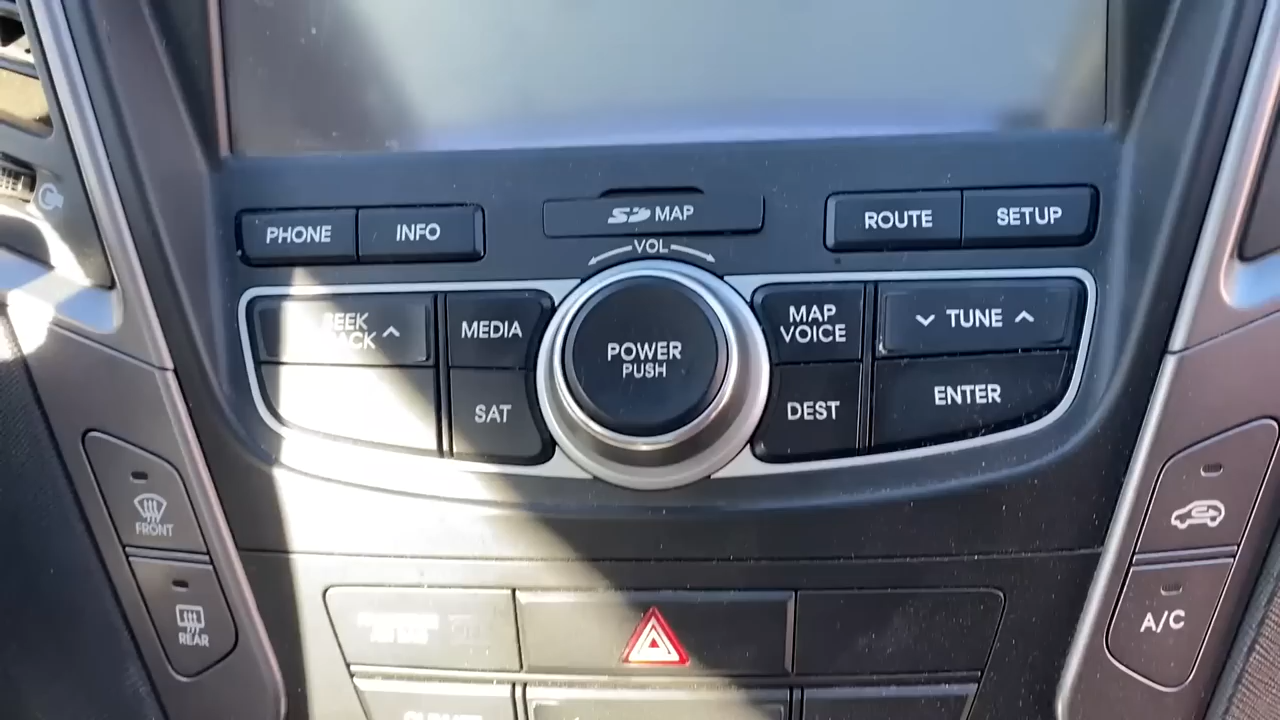 PHONE
INFO
SD MAP
ROUTE
SETUP
VOL
MEDIA
POWER
PUSH
MAP
VOICE
TUNE
SAT
DEST
ENTER
FRONT
REAR
A/C